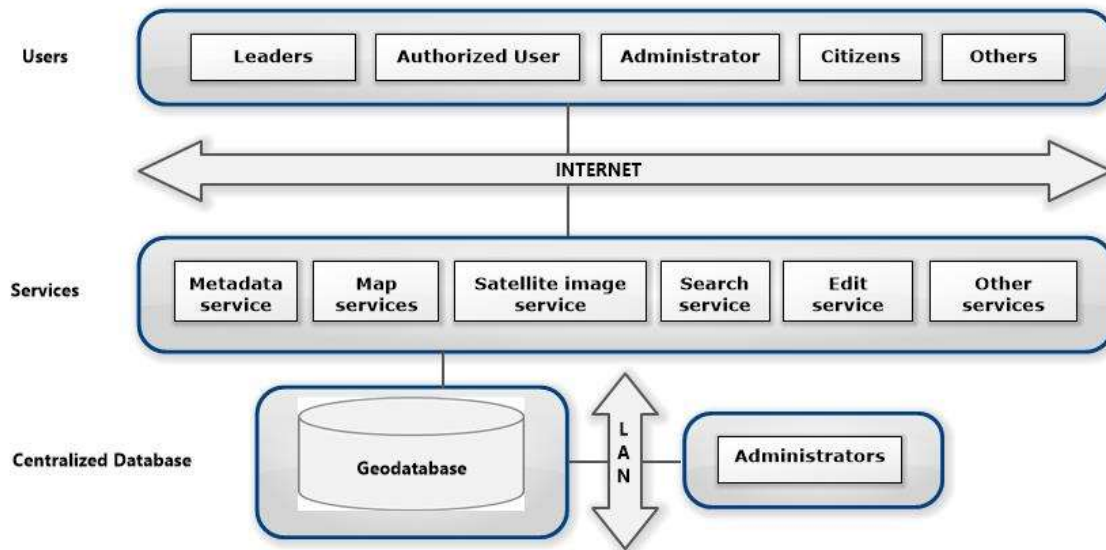 Users
Leaders
Authorized User
Administrator
Citizens
Others
INTERNET
Services
Metadata
service
Map
services
Satellite image
service
Search
service
Edit
service
Other
services
Centralized Database
Geodatabase
L
A
N
Administrators